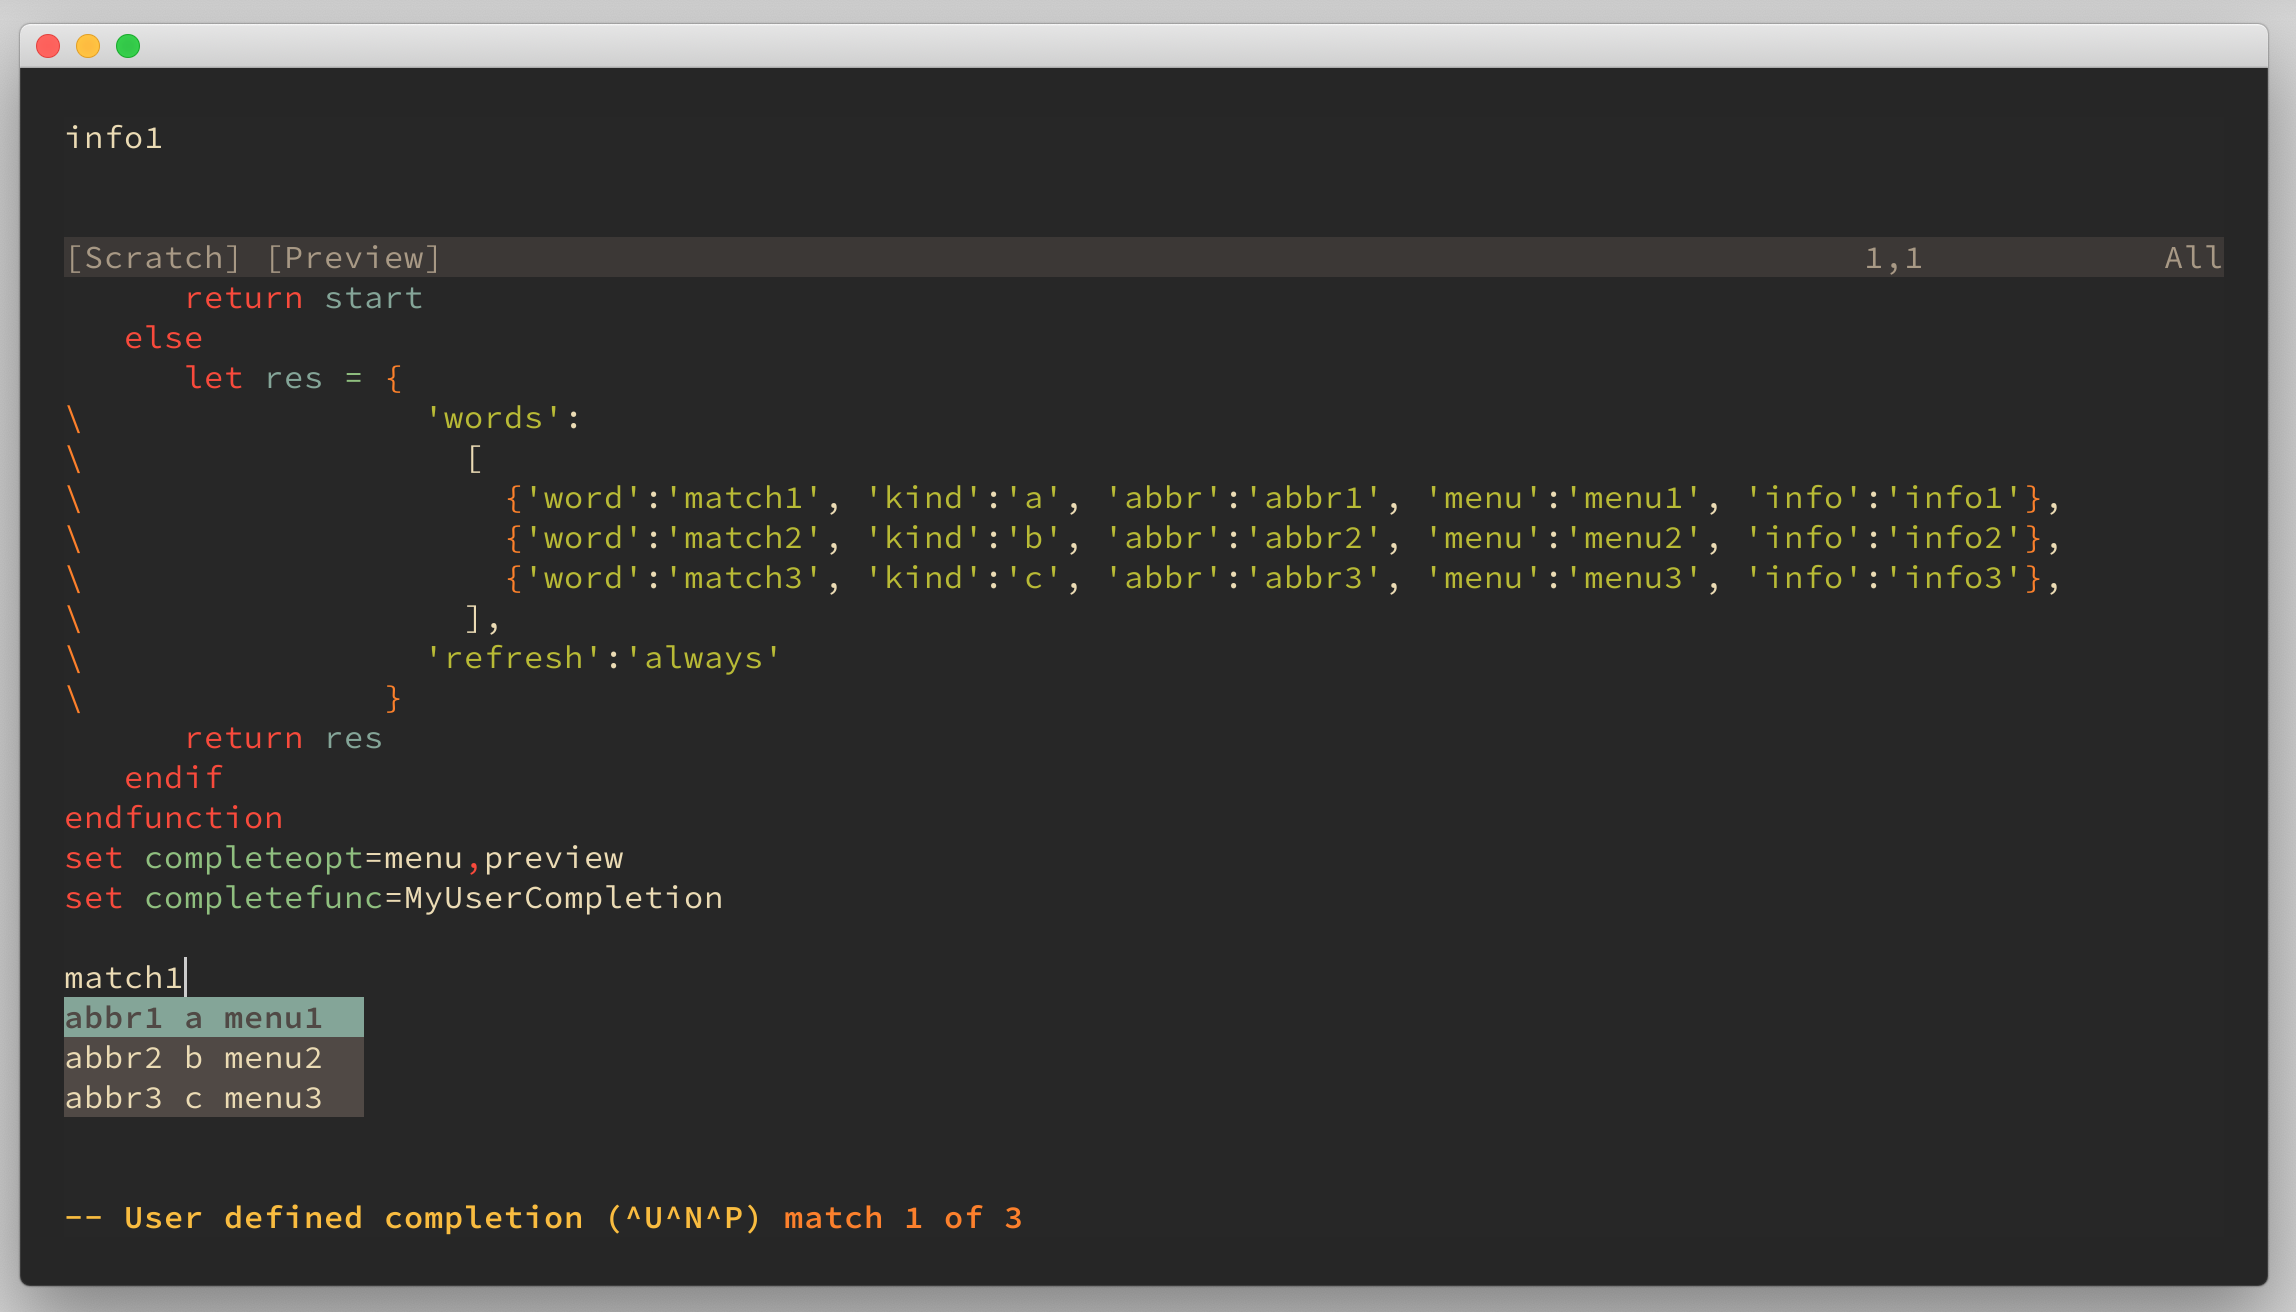 info1
[Scratch] [Preview] 1,1 All
      return start
   else
      let res = {
\                 'words':
\                   [
\                     {'word':'match1', 'kind':'a', 'abbr':'abbr1', 'menu':'menu1', 'info':'info1'},
\                     {'word':'match2', 'kind':'b', 'abbr':'abbr2', 'menu':'menu2', 'info':'info2'},
\                     {'word':'match3', 'kind':'c', 'abbr':'abbr3', 'menu':'menu3', 'info':'info3'},
\                   ],
\                 'refresh':'always'
\               }
      return res
   endif
endfunction
set completeopt=menu,preview
set completefunc=MyUserCompletion
match1
abbr1 a menu1
abbr2 b menu2
abbr3 c menu3
-- User defined completion (^U^N^P) match 1 of 3